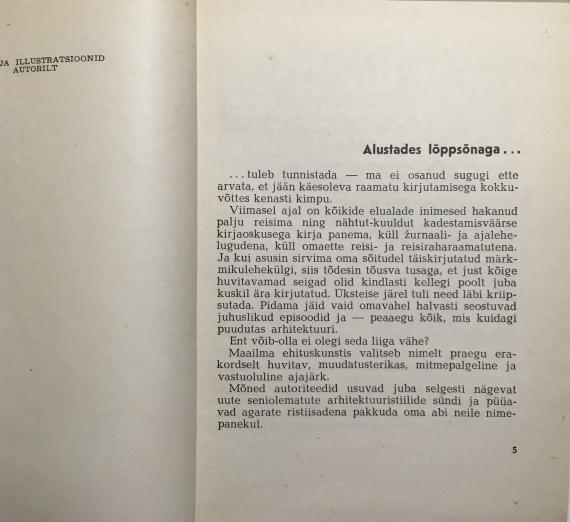 JA ILLUSTRATSIOONID
AUTORILT
Alustades lõppsõnaga...
...tuleb tunnistada — ma ei osanud sugugi ette
arvata, et jään käesoleva raamatu kirjutamisega kokku-
võttes kenasti kimpu.
Viimasel ajal on kõikide elualade inimesed hakanud
palju reisima ning nähtut-kuuldut kadestamisväärse
kirjaoskusega kirja panema, küll žurnaali- ja ajalehe-
lugudena, küll omaette reisi- ja reisiraharaamatutena.
Ja kui asusin sirvima oma sõitudel täiskirjutatud märk-
mikulehekülgi, siis tõdesin tõusva tusaga, et just kõige
huvitavamad seigad olid kindlasti kellegi poolt juba
kuskil ära kirjutatud. Üksteise järel tuli need läbi kriip-
sutada. Pidama jäid vaid omavahel halvasti seostuvad
juhuslikud episoodid ja — peaaegu kõik, mis kuidagi
puudutas arhitektuuri.
Ent võib-olla ei olegi seda liiga vähe?
Maailma ehituskunstis valitseb nimelt praegu era-
kordselt huvitav, muudatusterikas, mitmepalgeline ja
vastuoluline ajajärk.
Mõned autoriteedid usuvad juba selgesti nägevat
uute seniolematute arhitektuuristiilide sündi ja püüa-
vad agarate ristiisadena pakkuda oma abi neile nime-
panekul.
5